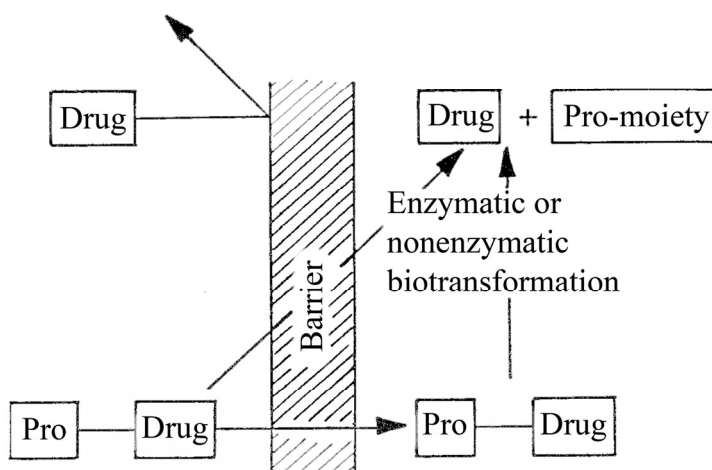 Drug
Drug + Pro-moiety
Enzymatic or
nonenzymatic
biotransformation
Barrier
Pro Drug
Pro Drug